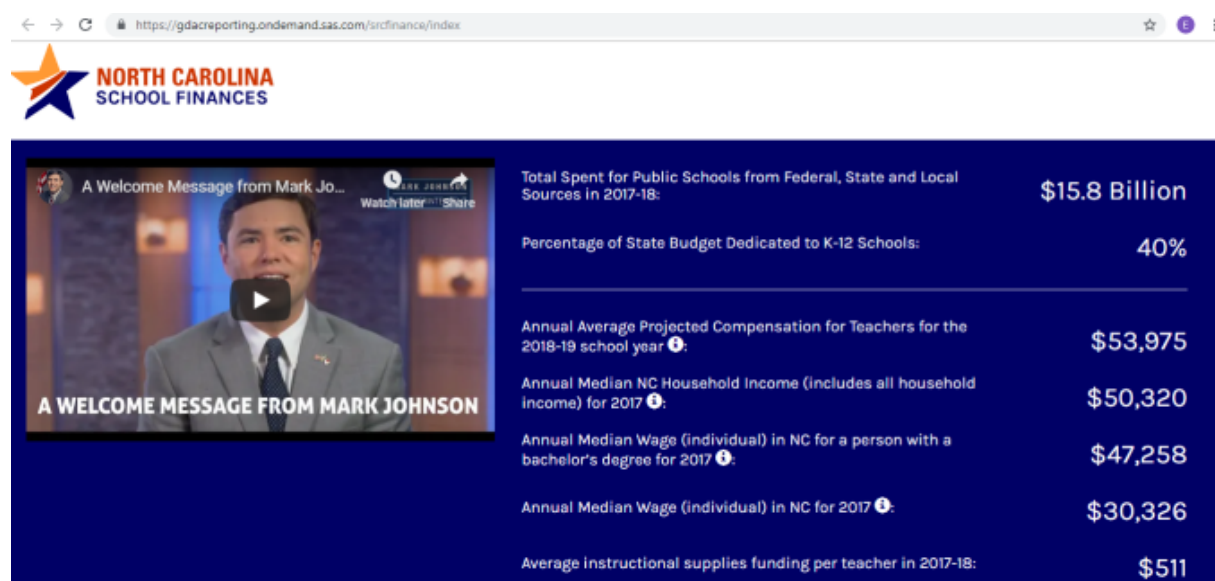 https://gdacreporting.ondemand.sas.com/srcfinance/index
E
NORTH CAROLINA
SCHOOL FINANCES
A Welcome Message from Mark Jo...
MARK JOHNSON
Watch later
Share
A WELCOME MESSAGE FROM MARK JOHNSON
Total Spent for Public Schools from Federal, State and Local
Sources in 2017-18:
$15.8 Billion
Percentage of State Budget Dedicated to K-12 Schools:
40%
Annual Average Projected Compensation for Teachers for the
2018-19 school year i:
$53,975
Annual Median NC Household Income (includes all household
income) for 2017 i:
$50,320
Annual Median Wage (individual) in NC for a person with a
bachelor's degree for 2017 i:
$47,258
Annual Median Wage (individual) in NC for 2017 i:
$30,326
Average instructional supplies funding per teacher in 2017-18:
$511